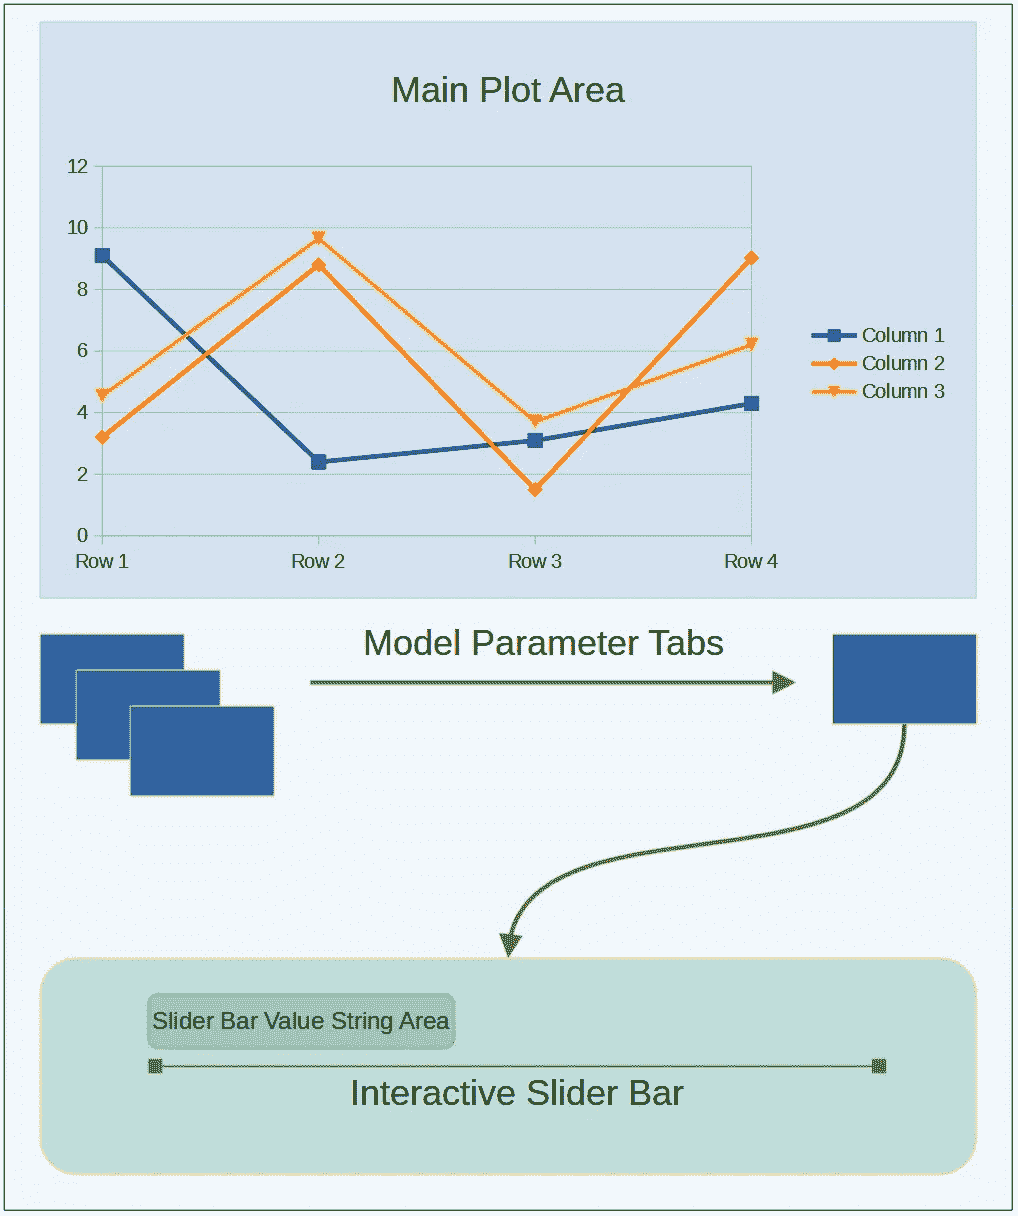 Main Plot Area
12
10
8
6
4
2
0
Row 1 Row 2 Row 3 Row 4
Column 1
Column 2
Column 3
Model Parameter Tabs
Slider Bar Value String Area
Interactive Slider Bar